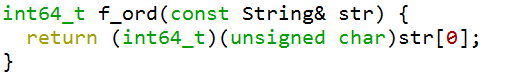 int64_t f_ord(const String& str) {
  return (int64_t)(unsigned char)str[0];
}